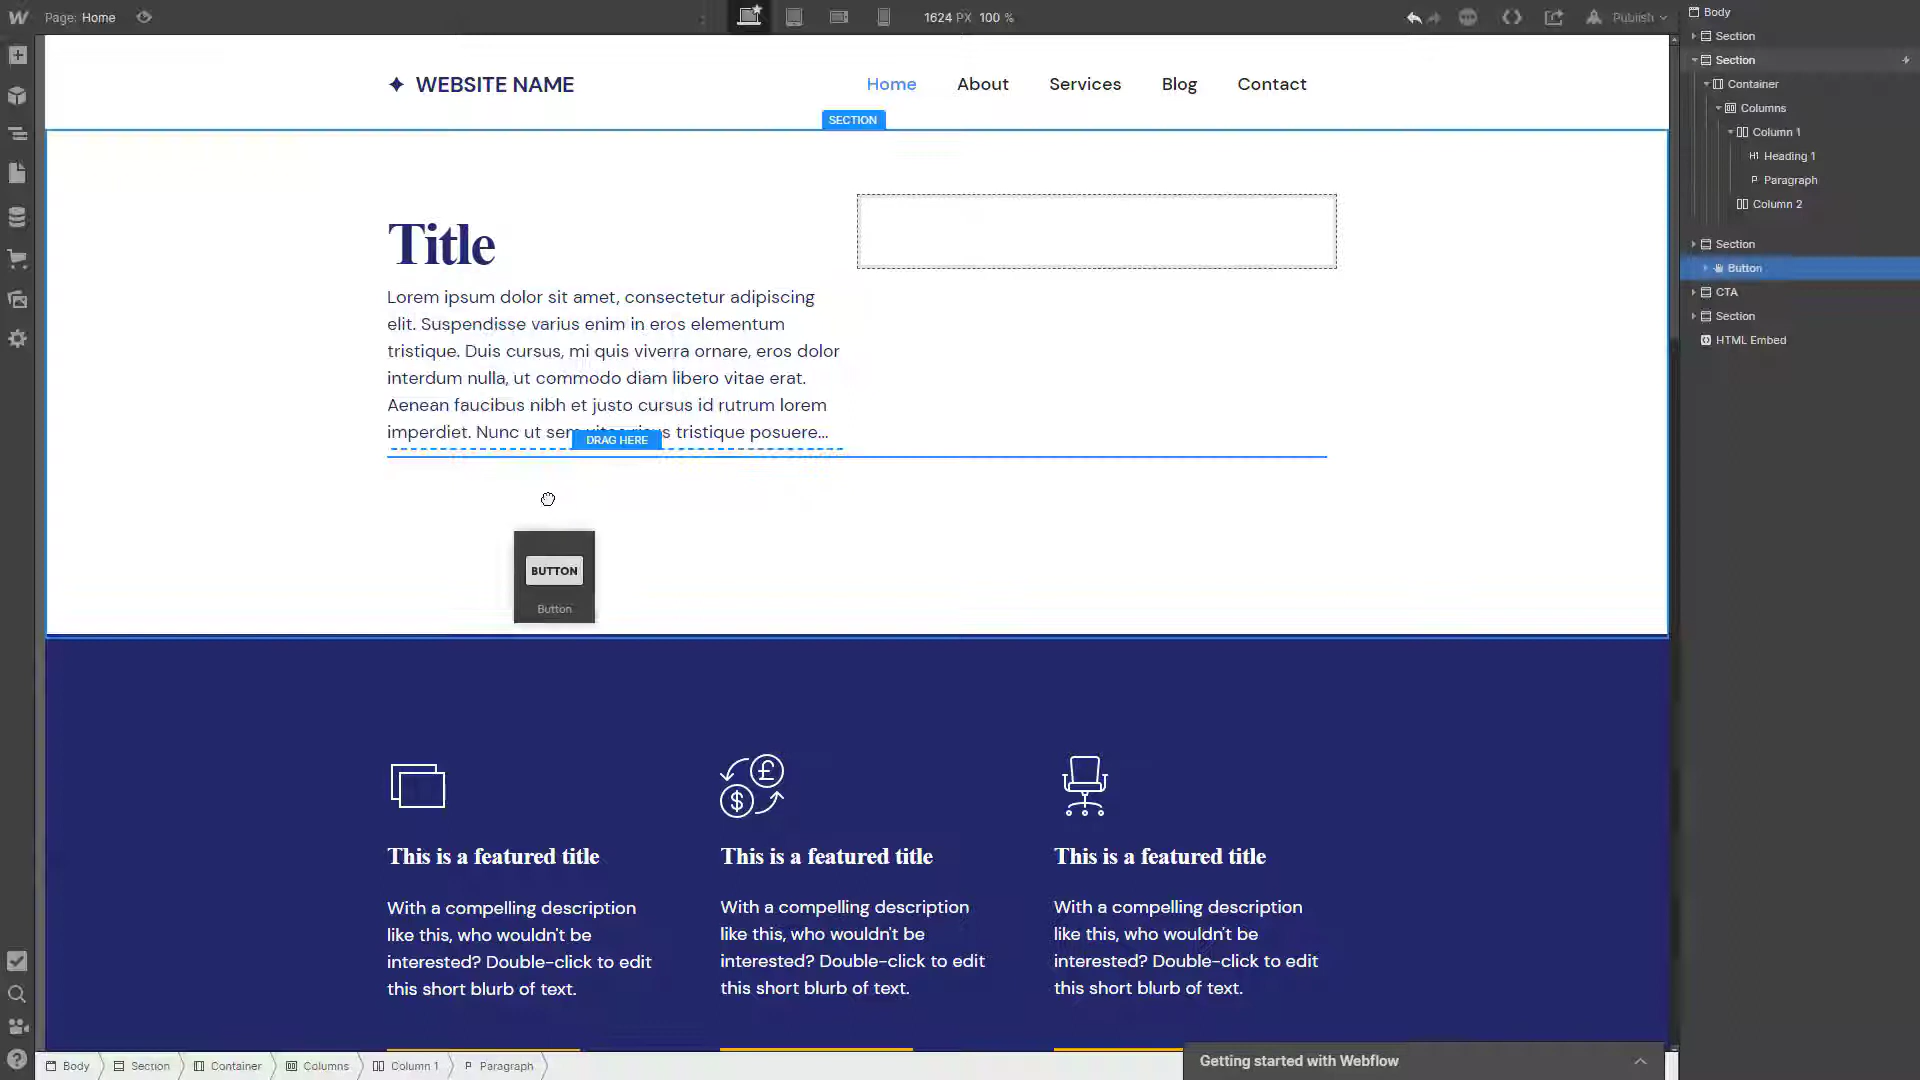 Page: Home
1624 PX 100 %
Publish
WEBSITE NAME
Home
About
Services
Blog
Contact
SECTION
Title
Lorem ipsum dolor sit amet, consectetur adipiscing
elit. Suspendisse varius enim in eros elementum
tristique. Duis cursus, mi quis viverra ornare, eros dolor
interdum nulla, ut commodo diam libero vitae erat.
Aenean faucibus nibh et justo cursus id rutrum lorem
imperdiet. Nunc ut sem vitae risus tristique posuere...
DRAG HERE
BUTTON
Button
This is a featured title
With a compelling description
like this, who wouldn't be
interested? Double-click to edit
this short blurb of text.
This is a featured title
With a compelling description
like this, who wouldn't be
interested? Double-click to edit
this short blurb of text.
This is a featured title
With a compelling description
like this, who wouldn't be
interested? Double-click to edit
this short blurb of text.
Body
Section
Container
Columns
Column 1
Paragraph
Getting started with Webflow
Body
Section
Section
Container
Columns
Column 1
H1 Heading 1
P Paragraph
Column 2
Section
Button
CTA
Section
HTML Embed